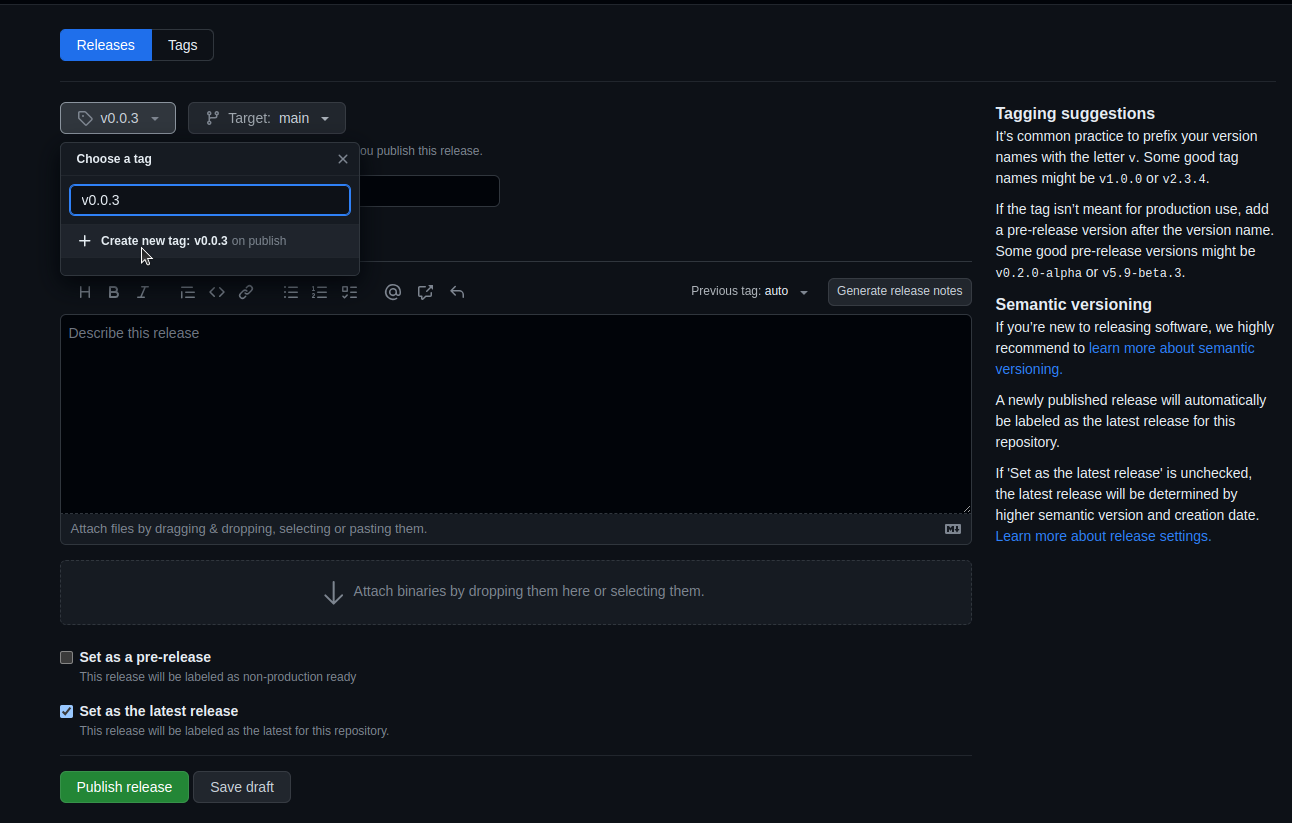 Releases
Tags
v0.0.3
Target: main
ou publish this release.
Choose a tag
v0.0.3
Create new tag: v0.0.3 on publish
H B I
Previous tag: auto
Generate release notes
Describe this release
Attach files by dragging & dropping, selecting or pasting them.
Attach binaries by dropping them here or selecting them.
Set as a pre-release
This release will be labeled as non-production ready
Set as the latest release
This release will be labeled as the latest for this repository.
Publish release
Save draft
Tagging suggestions
It’s common practice to prefix your version
names with the letter v. Some good tag
names might be v1.0.0 or v2.3.4.
If the tag isn’t meant for production use, add
a pre-release version after the version name.
Some good pre-release versions might be
v0.2.0-alpha or v5.9-beta.3.
Semantic versioning
If you’re new to releasing software, we highly
recommend to learn more about semantic
versioning.
A newly published release will automatically
be labeled as the latest release for this
repository.
If 'Set as the latest release' is unchecked,
the latest release will be determined by
higher semantic version and creation date.
Learn more about release settings.